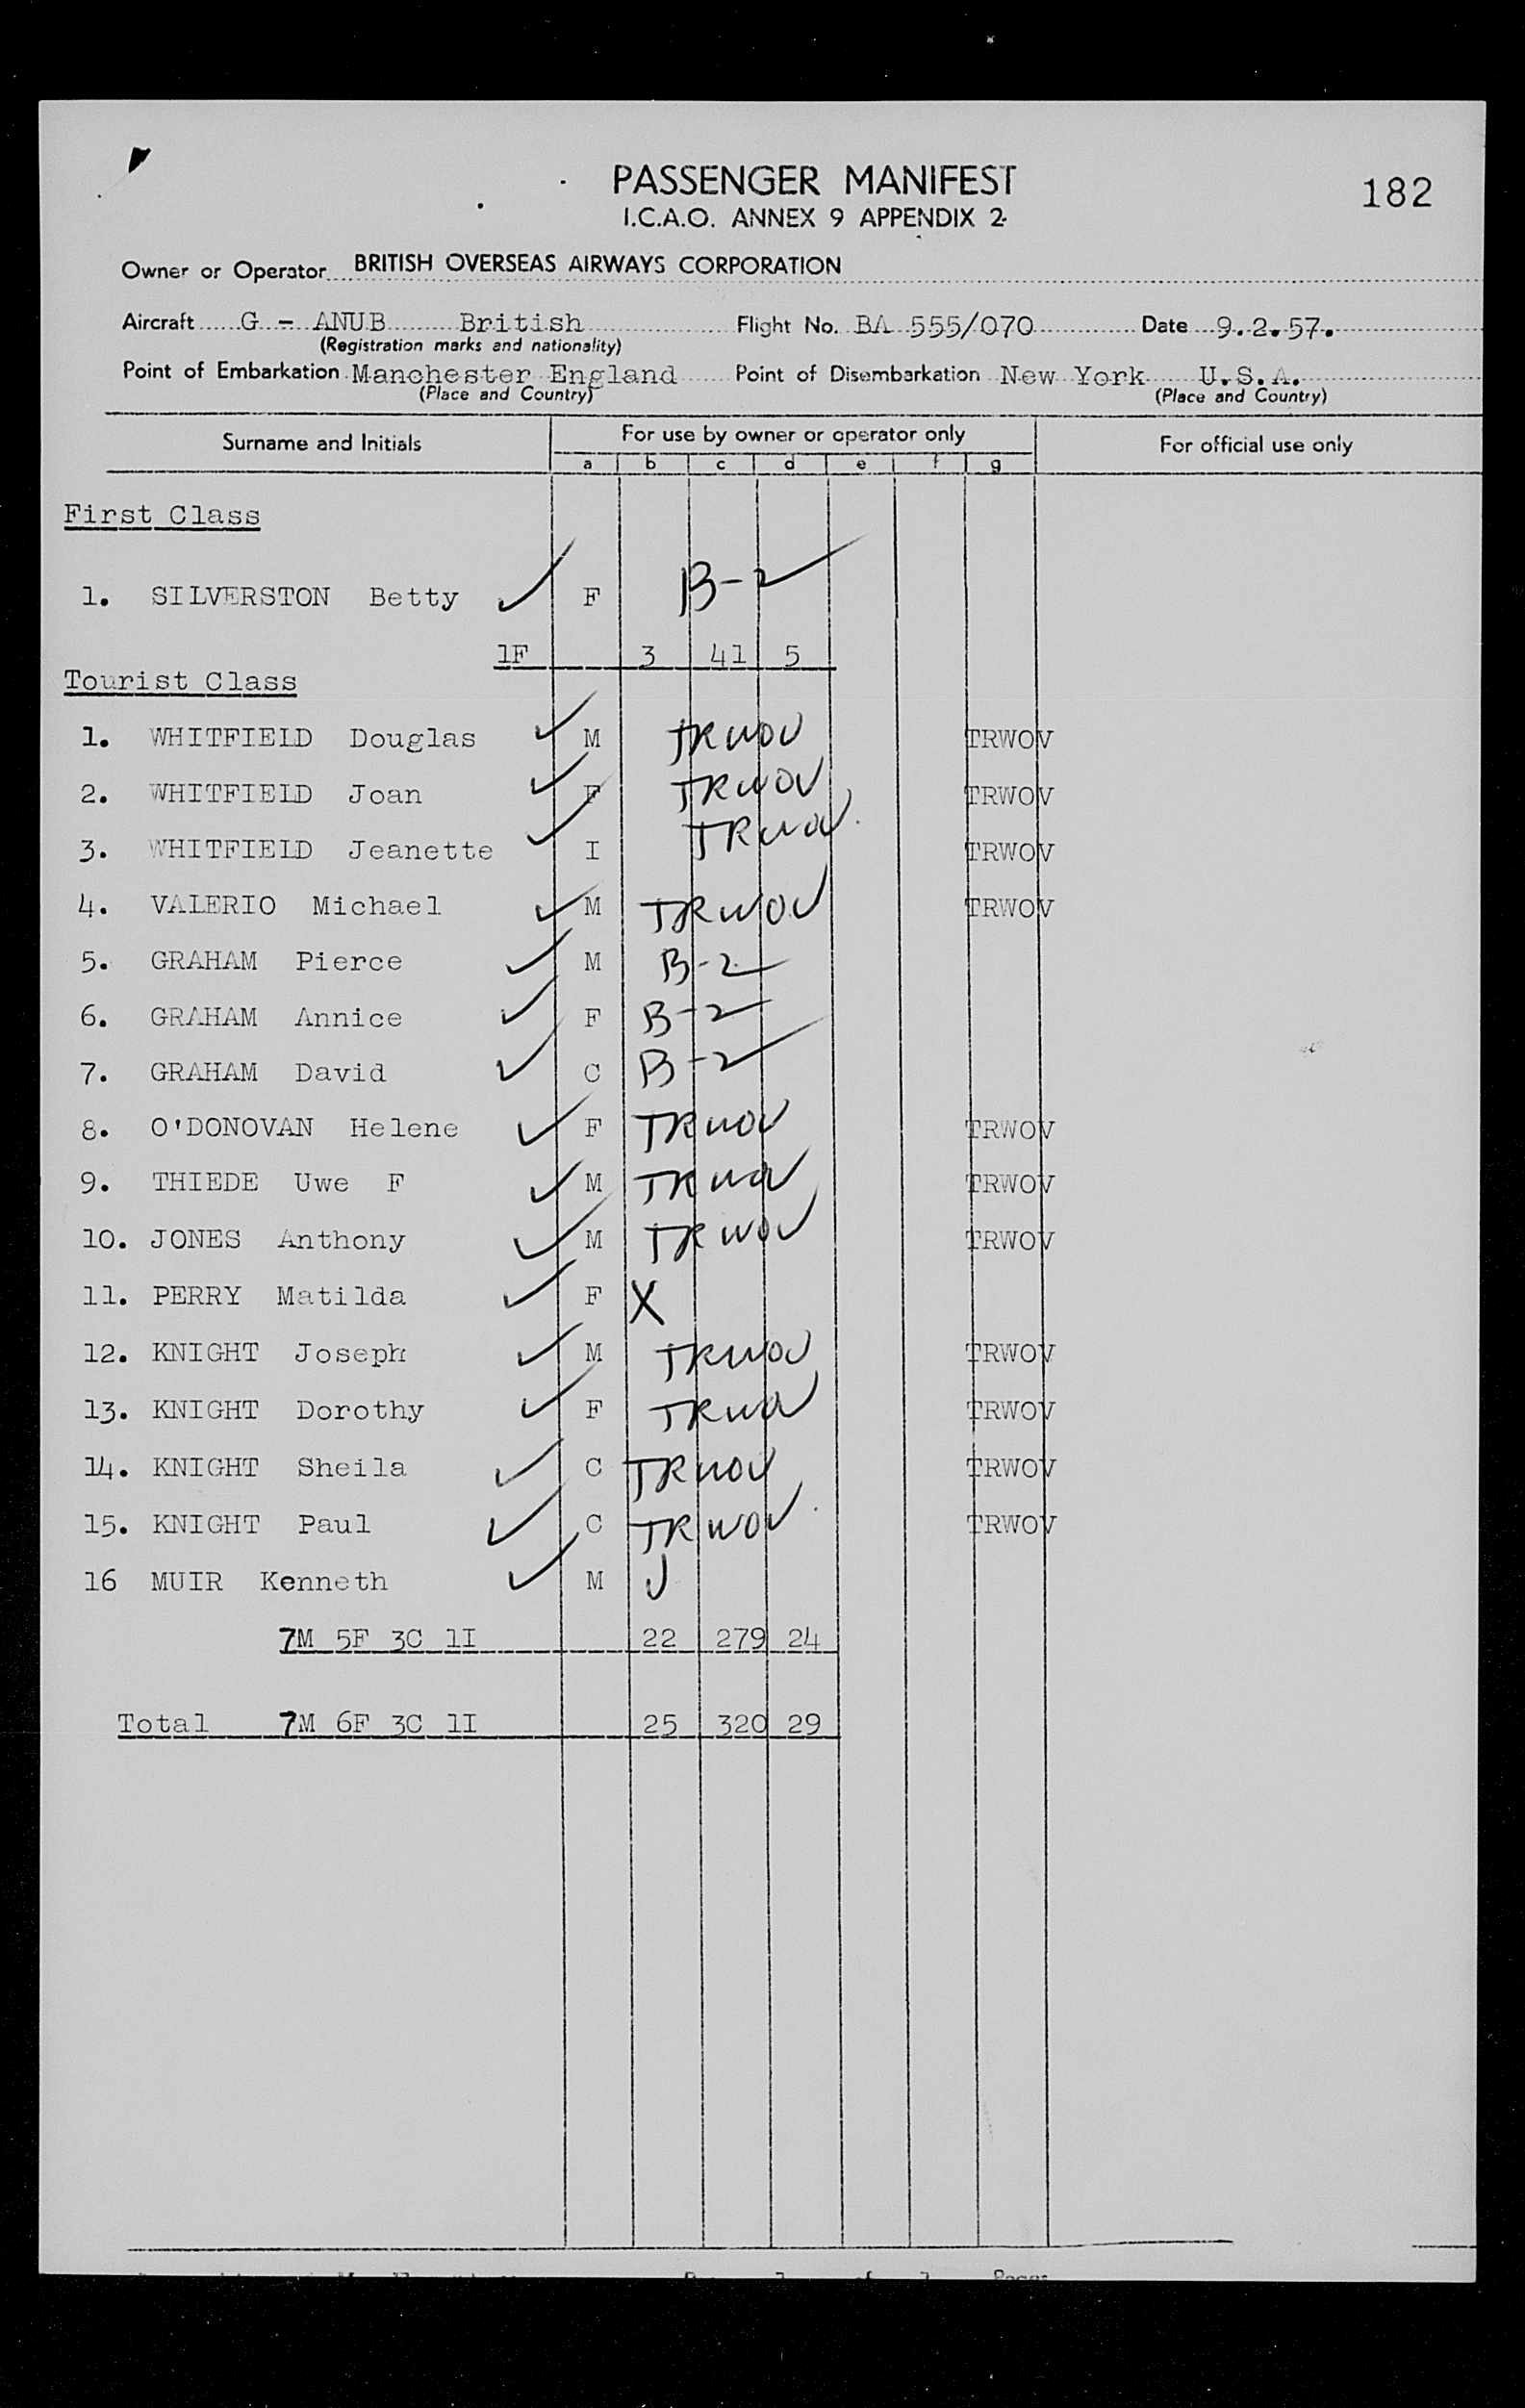 PASSENGER MANIFEST
182
I.C.A.O. ANNEX 9 APPENDIX 2
Owner or Operator BRITISH OVERSEAS AIRWAYS CORPORATION
Aircraft G - ANUB British Flight No. BA 555/070 Date 9.2.57.
(Registration marks and nationality)
Point of Embarkation Manchester England Point of Disembarkation New York U.S.A.
(Place and Country) (Place and Country)
Surname and Initials For use by owner or operator only For official use only
a b c d e f g
First Class
1. SILVERSTON Betty ✓ F B-2
1F 3 41 5
Tourist Class
1. WHITFIELD Douglas ✓ M TRWOV TRWOV
2. WHITFIELD Joan ✓ F TRWOV TRWOV
3. WHITFIELD Jeanette ✓ I TRWOV TRWOV
4. VALERIO Michael ✓ M TRWOV TRWOV
5. GRAHAM Pierce ✓ M B-2
6. GRAHAM Annice ✓ F B-2
7. GRAHAM David ✓ C B-2
8. O'DONOVAN Helene ✓ F TRWOV TRWOV
9. THIEDE Uwe F ✓ M TRWOV TRWOV
10. JONES Anthony ✓ M TRWOV TRWOV
11. PERRY Matilda ✓ F X
12. KNIGHT Joseph ✓ M TRWOV TRWOV
13. KNIGHT Dorothy ✓ F TRWOV TRWOV
14. KNIGHT Sheila ✓ C TRWOV TRWOV
15. KNIGHT Paul ✓ C TRWOV TRWOV
16 MUIR Kenneth ✓ M J
7M 5F 3C 1I 22 279 24
Total 7M 6F 3C 1I 25 320 29